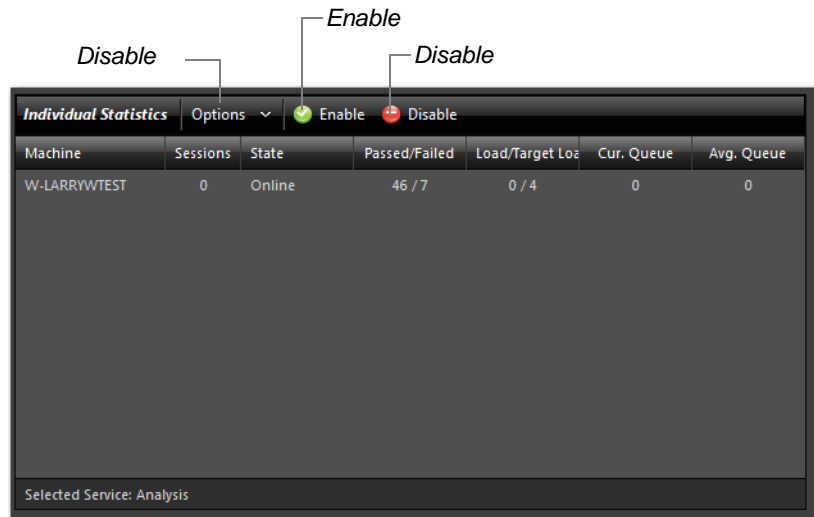 Enable
Disable
Disable
Individual Statistics Options Enable Disable
Machine Sessions State Passed/Failed Load/Target Loa Cur. Queue Avg. Queue
W-LARRYWTEST 0 Online 46 / 7 0 / 4 0 0
Selected Service: Analysis